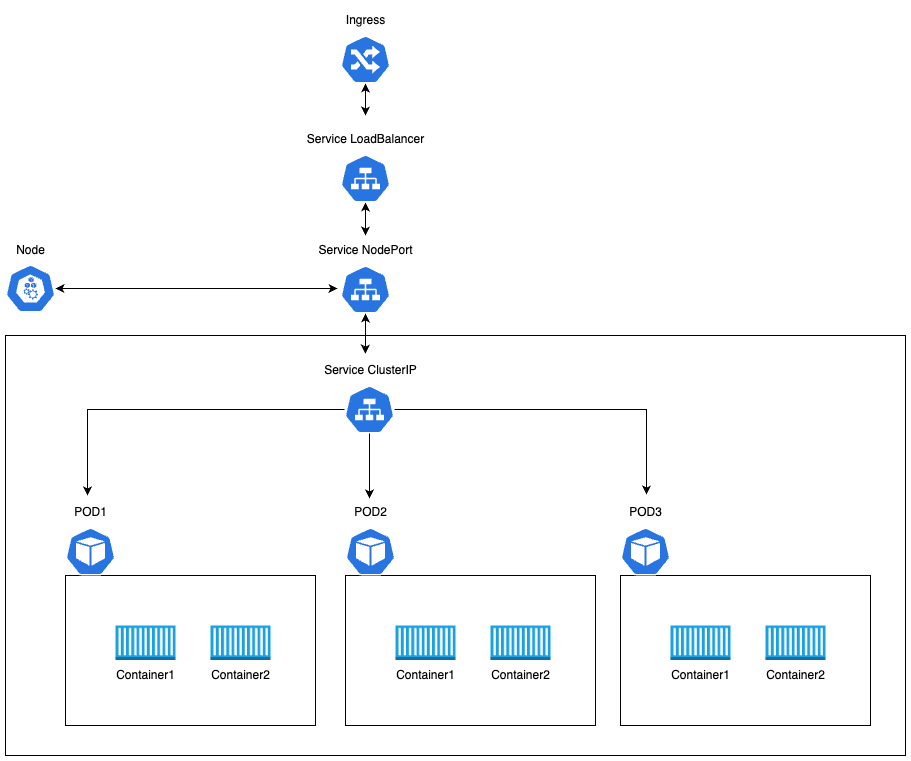 Ingress
Service LoadBalancer
Service NodePort
Node
Service ClusterIP
POD1
POD2
POD3
Container1
Container2
Container1
Container2
Container1
Container2